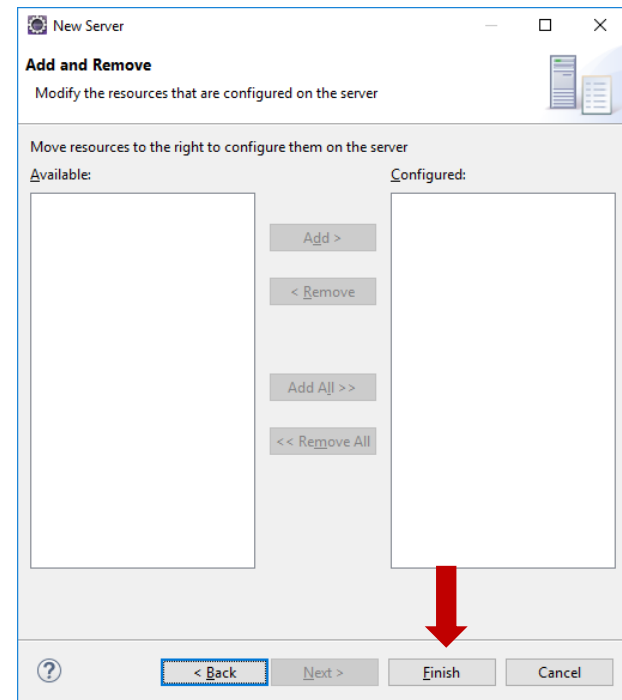 New Server
Add and Remove
Modify the resources that are configured on the server
Move resources to the right to configure them on the server
Available:
Configured:
Add >
< Remove
Add All >>
<< Remove All
?
< Back
Next >
Finish
Cancel